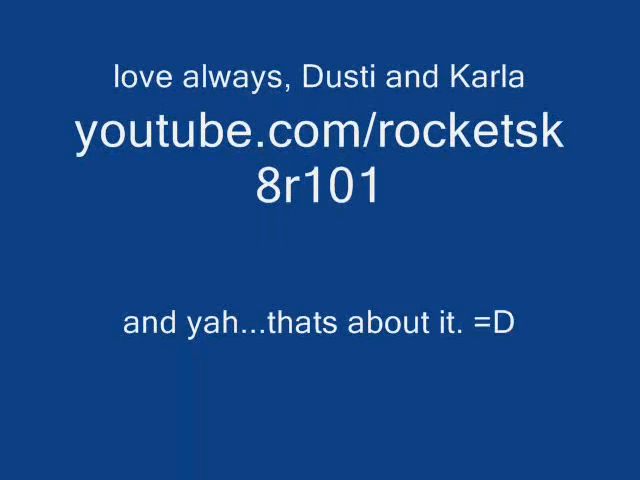 love always, Dusti and Karla
youtube.com/rocketsk
8r101
and yah...thats about it. =D